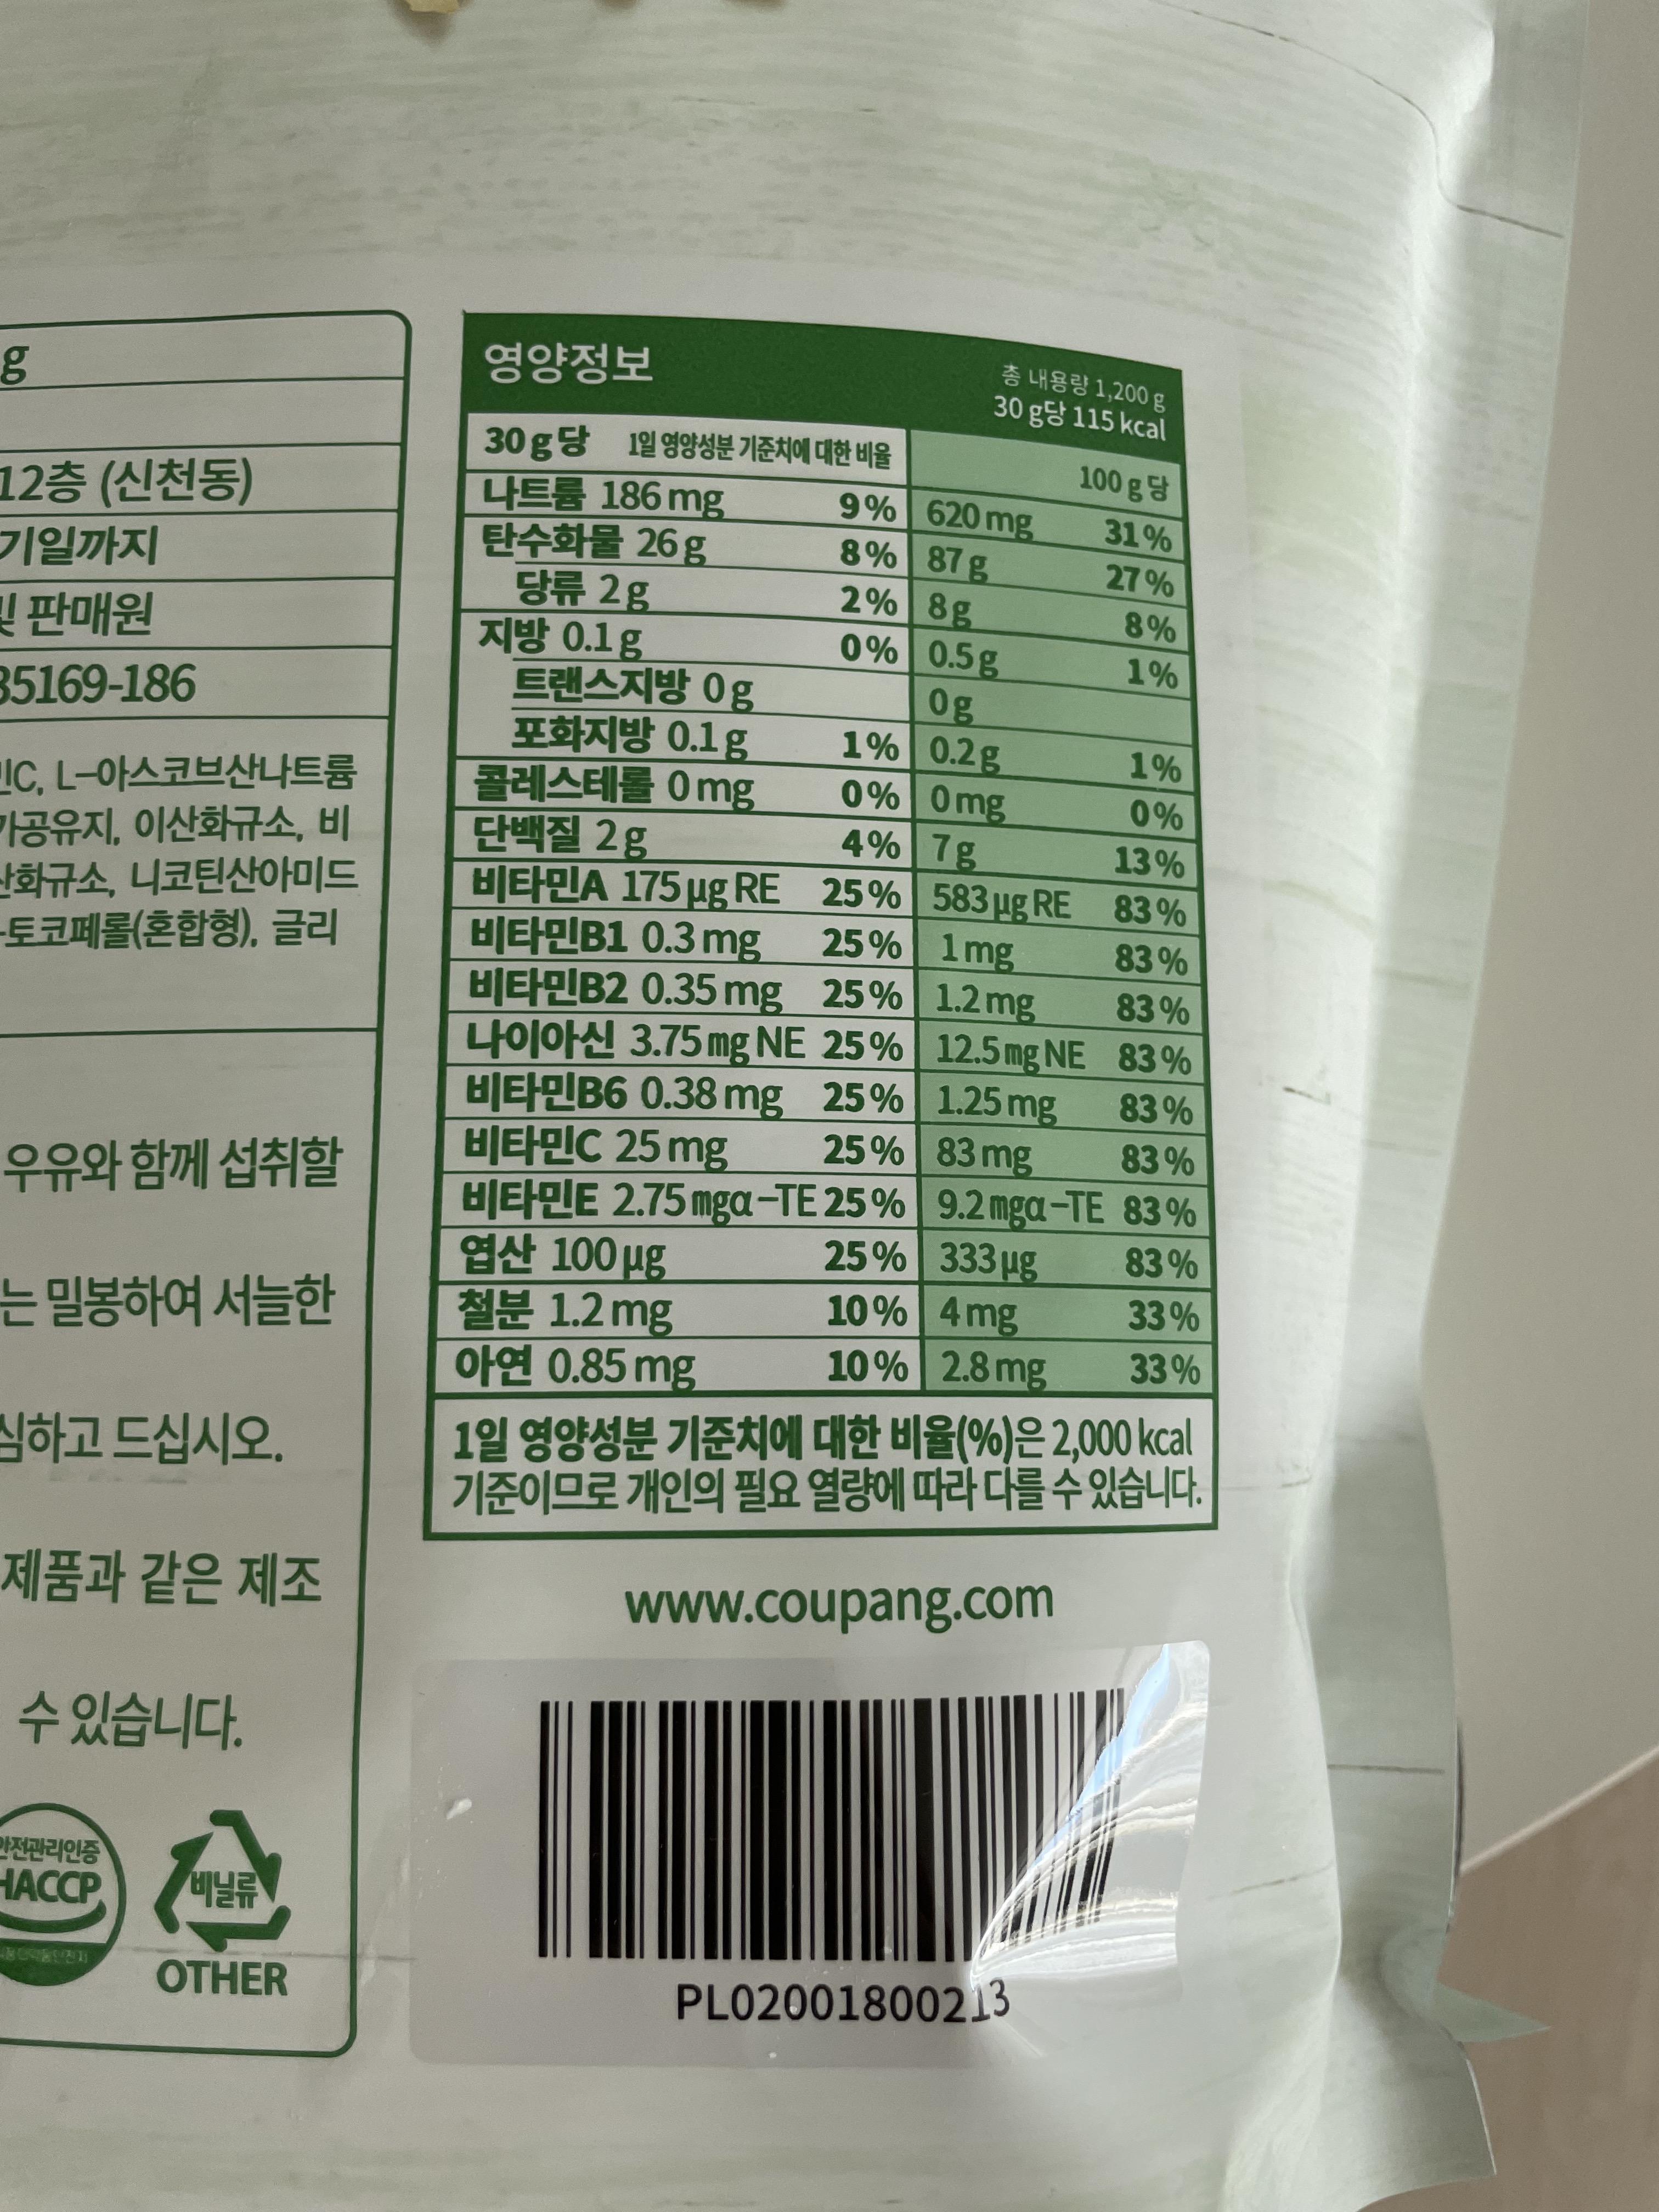 g
12층 (신천동)
기일까지
및 판매원
35169-186
민C, L-아스코브산나트륨
가공유지, 이산화규소, 비
산화규소, 니코틴산아미드
-토코페롤(혼합형), 글리
우유와 함께 섭취할
는 밀봉하여 서늘한
심하고 드십시오.
제품과 같은 제조
수 있습니다.
안전관리인증
HACCP
비닐류
OTHER
영양정보
총 내용량 1,200 g
30 g당 115 kcal
30 g당 1일 영양성분 기준치에 대한 비율 100 g당
나트륨 186 mg 9% 620 mg 31%
탄수화물 26 g 8% 87 g 27%
당류 2 g 2% 8 g 8%
지방 0.1 g 0% 0.5 g 1%
트랜스지방 0 g 0 g
포화지방 0.1 g 1% 0.2 g 1%
콜레스테롤 0 mg 0% 0 mg 0%
단백질 2 g 4% 7 g 13%
비타민A 175 μg RE 25% 583 μg RE 83%
비타민B1 0.3 mg 25% 1 mg 83%
비타민B2 0.35 mg 25% 1.2 mg 83%
나이아신 3.75 mg NE 25% 12.5 mg NE 83%
비타민B6 0.38 mg 25% 1.25 mg 83%
비타민C 25 mg 25% 83 mg 83%
비타민E 2.75 mgα-TE 25% 9.2 mgα-TE 83%
엽산 100 μg 25% 333 μg 83%
철분 1.2 mg 10% 4 mg 33%
아연 0.85 mg 10% 2.8 mg 33%
1일 영양성분 기준치에 대한 비율(%)은 2,000 kcal
기준이므로 개인의 필요 열량에 따라 다를 수 있습니다.
www.coupang.com
PL02001800213